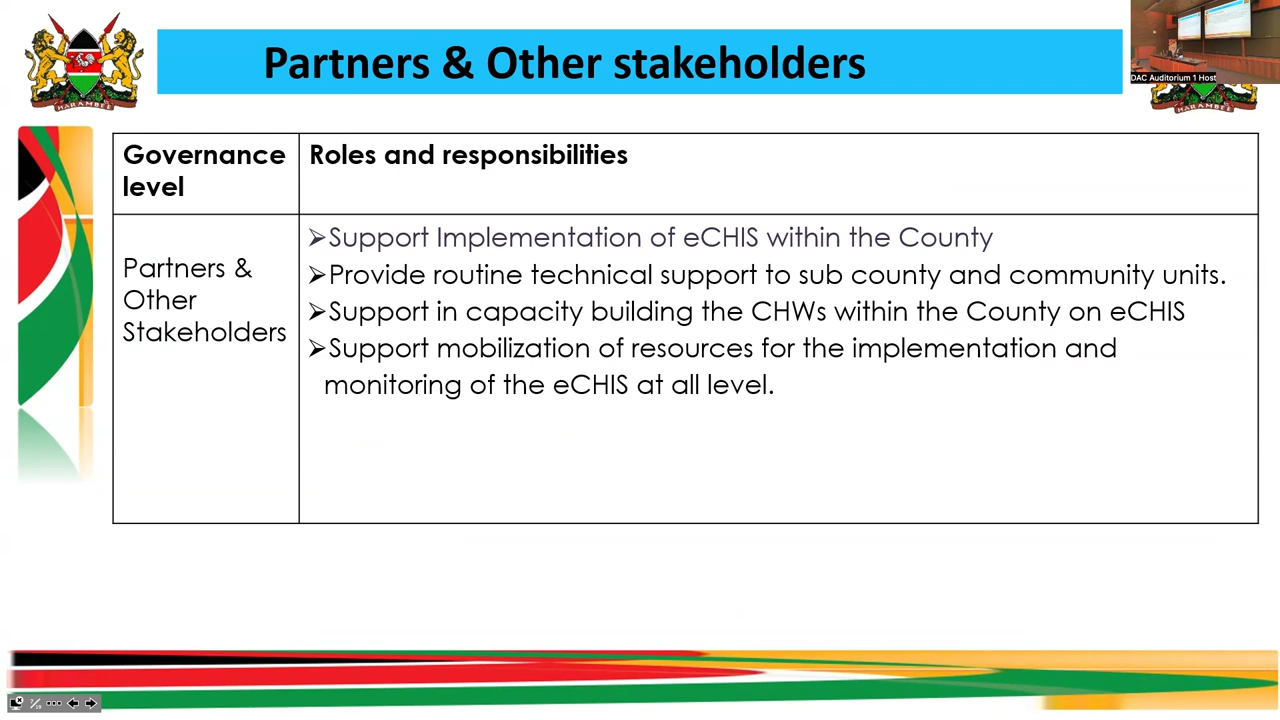 Partners & Other stakeholders
DAC Auditorium 1 Host
HARAMBEE
HARAMBEE
Governance
level
Roles and responsibilities
Partners &
Other
Stakeholders
➢Support Implementation of eCHIS within the County
➢Provide routine technical support to sub county and community units.
➢Support in capacity building the CHWs within the County on eCHIS
➢Support mobilization of resources for the implementation and
monitoring of the eCHIS at all level.